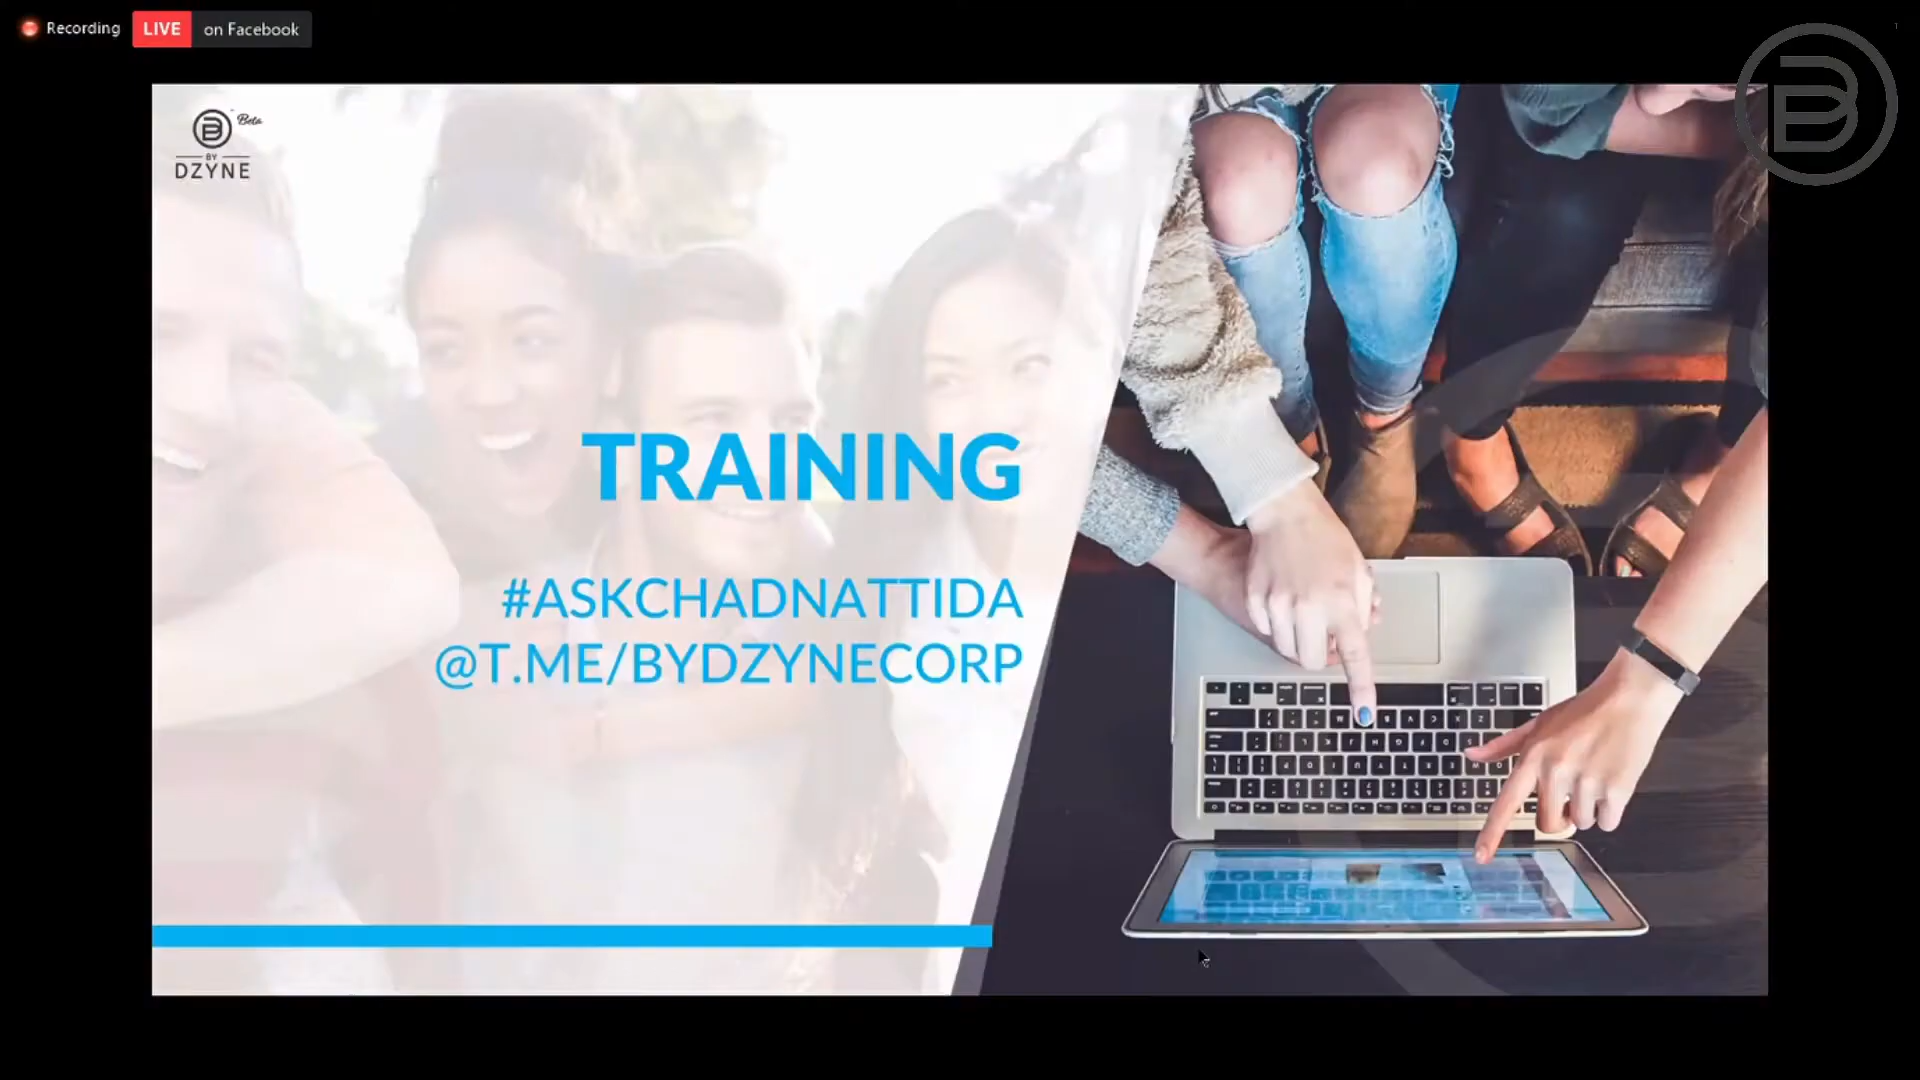 Recording
LIVE on Facebook
Beta
BY
DZYNE
TRAINING
#ASKCHADNATTIDA
@T.ME/BYDZYNECORP